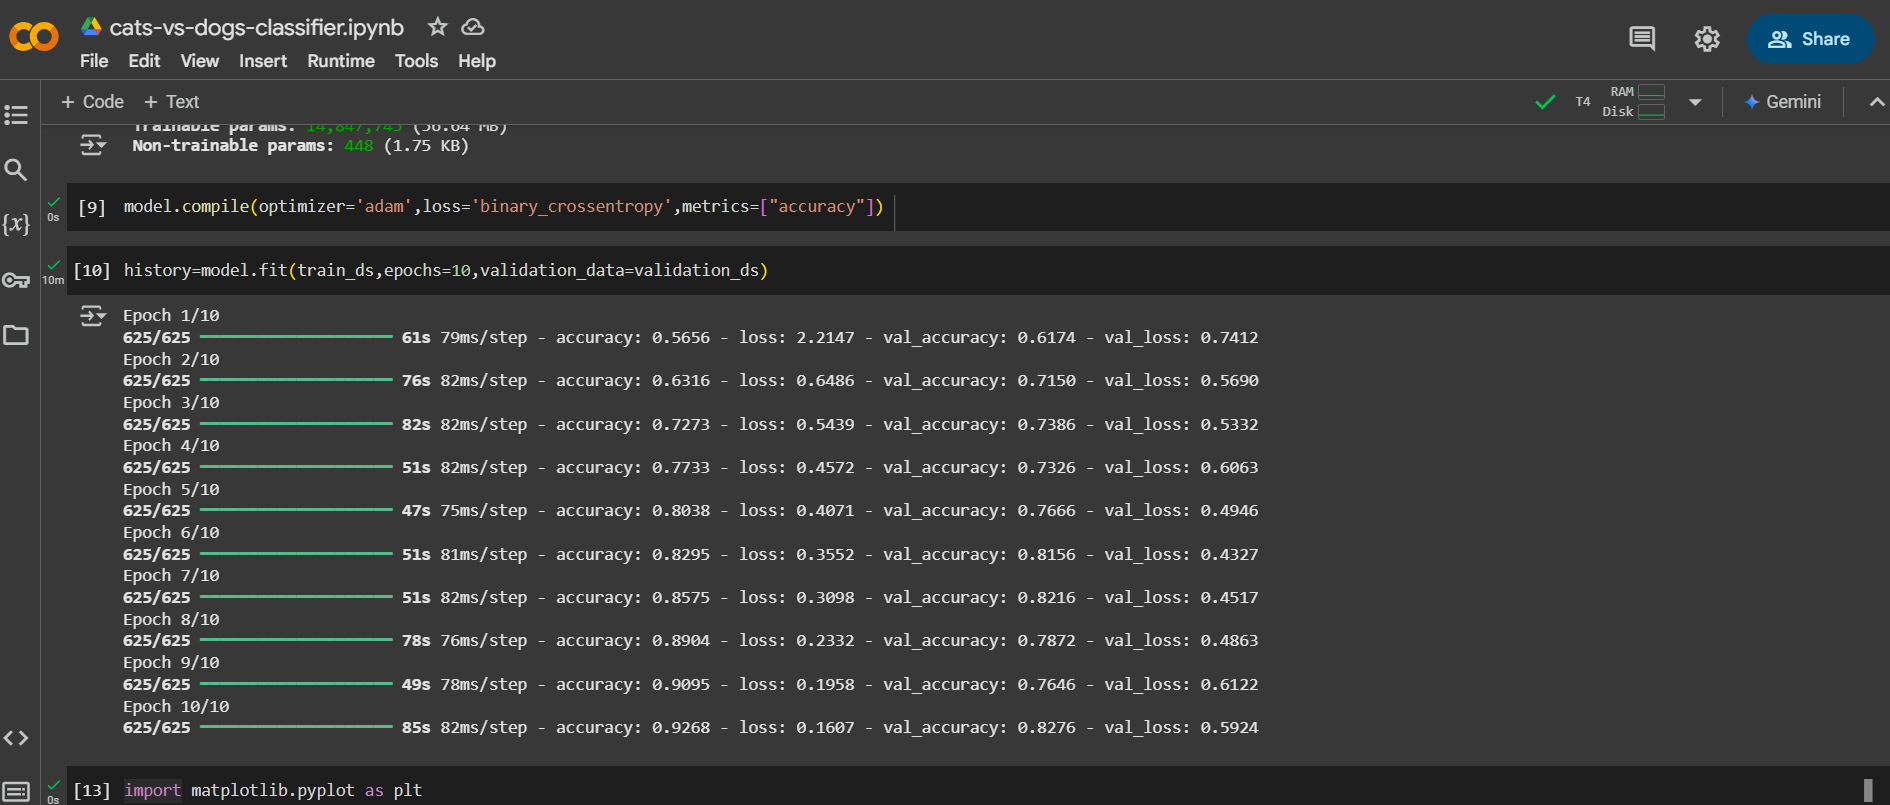 cats-vs-dogs-classifier.ipynb
File Edit View Insert Runtime Tools Help
Share
+ Code + Text
T4
RAM
Disk
Gemini
Trainable params: 14,847,745 (56.64 MB)
Non-trainable params: 448 (1.75 KB)
0s
[9] model.compile(optimizer='adam',loss='binary_crossentropy',metrics=["accuracy"])
{x}
10m
[10] history=model.fit(train_ds,epochs=10,validation_data=validation_ds)
Epoch 1/10
625/625 61s 79ms/step - accuracy: 0.5656 - loss: 2.2147 - val_accuracy: 0.6174 - val_loss: 0.7412
Epoch 2/10
625/625 76s 82ms/step - accuracy: 0.6316 - loss: 0.6486 - val_accuracy: 0.7150 - val_loss: 0.5690
Epoch 3/10
625/625 82s 82ms/step - accuracy: 0.7273 - loss: 0.5439 - val_accuracy: 0.7386 - val_loss: 0.5332
Epoch 4/10
625/625 51s 82ms/step - accuracy: 0.7733 - loss: 0.4572 - val_accuracy: 0.7326 - val_loss: 0.6063
Epoch 5/10
625/625 47s 75ms/step - accuracy: 0.8038 - loss: 0.4071 - val_accuracy: 0.7666 - val_loss: 0.4946
Epoch 6/10
625/625 51s 81ms/step - accuracy: 0.8295 - loss: 0.3552 - val_accuracy: 0.8156 - val_loss: 0.4327
Epoch 7/10
625/625 51s 82ms/step - accuracy: 0.8575 - loss: 0.3098 - val_accuracy: 0.8216 - val_loss: 0.4517
Epoch 8/10
625/625 78s 76ms/step - accuracy: 0.8904 - loss: 0.2332 - val_accuracy: 0.7872 - val_loss: 0.4863
Epoch 9/10
625/625 49s 78ms/step - accuracy: 0.9095 - loss: 0.1958 - val_accuracy: 0.7646 - val_loss: 0.6122
Epoch 10/10
625/625 85s 82ms/step - accuracy: 0.9268 - loss: 0.1607 - val_accuracy: 0.8276 - val_loss: 0.5924
0s
[13] import matplotlib.pyplot as plt